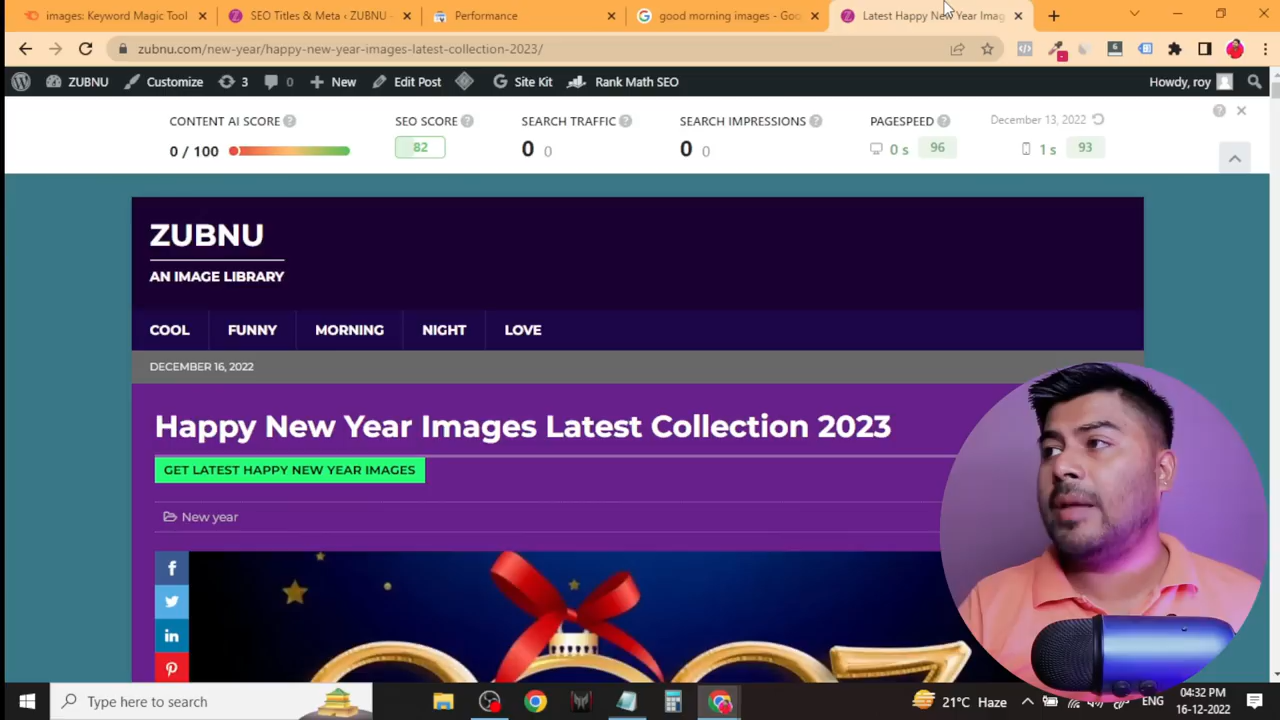 images: Keyword Magic Tool
SEO Titles & Meta ‹ ZUBNU -
Performance
good morning images - Goo
Latest Happy New Year Imag
zubnu.com/new-year/happy-new-year-images-latest-collection-2023/
6
ZUBNU
Customize
3
0
New
Edit Post
Site Kit
Rank Math SEO
Howdy, roy
CONTENT AI SCORE
SEO SCORE
SEARCH TRAFFIC
SEARCH IMPRESSIONS
PAGESPEED
December 13, 2022
0 / 100
82
0 0
0 0
0 s 96
1 s 93
ZUBNU
AN IMAGE LIBRARY
COOL
FUNNY
MORNING
NIGHT
LOVE
DECEMBER 16, 2022
Happy New Year Images Latest Collection 2023
GET LATEST HAPPY NEW YEAR IMAGES
New year
Type here to search
21°C Haze
ENG
04:32 PM
16-12-2022